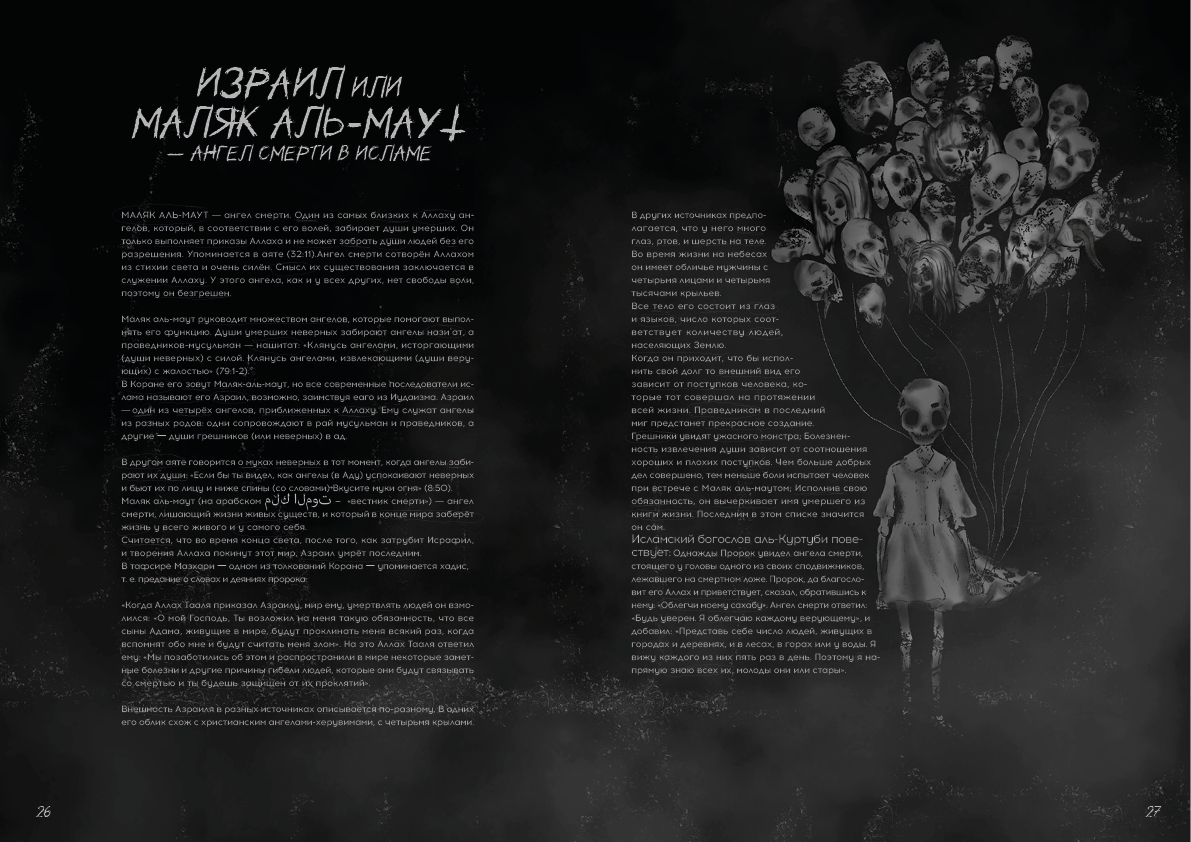 ИЗРАИЛ ИЛИ
МАЛЯК АЛЬ-МАУТ
— АНГЕЛ СМЕРТИ В ИСЛАМЕ
МАЛЯК АЛЬ-МАУТ — ангел смерти. Один из самых близких к Аллаху ан-
гелов, который, в соответствии с его волей, забирает души умерших. Он
только выполняет приказы Аллаха и не может забрать души людей без его
разрешения. Упоминается в аяте (32:11).Ангел смерти сотворён Аллахом
из стихии света и очень силён. Смысл их существования заключается в
служении Аллаху. У этого ангела, как и у всех других, нет свободы воли,
поэтому он безгрешен.
Маляк аль-маут руководит множеством ангелов, которые помогают выпол-
нять его функцию. Души умерших неверных забирают ангелы назиʼат, а
праведников-мусульман — наштат: «Клянусь ангелами, исторгающими
(души неверных) с силой. Клянусь ангелами, извлекающими (души веру-
ющих) с жалостью» (79:1-2).
В Коране его зовут Маляк-аль-маут, но все современные последователи ис-
лама называют его Азраил, возможно, заимствуя еаго из Иудаизма. Азраил
— один из четырёх ангелов, приближенных к Аллаху. Ему служат ангелы
из разных родов: одни сопровождают в рай мусульман и праведников, а
другие — души грешников (или неверных) в ад.
В другом аяте говорится о муках неверных в тот момент, когда ангелы заби-
рают их души: «Если бы ты видел, как ангелы (в Аду) успокаивают неверных
и бьют их по лицу и ниже спины (со словами)»Вкусите муки огня» (8:50).
Маляк аль-маут (на арабском توملا كلم – «вестник смерти») — ангел
смерти, лишающий жизни живых существ, и который в конце мира заберёт
жизнь у всего живого и у самого себя.
Считается, что во время конца света, после того, как затрубит Исрафил,
и творения Аллаха покинут этот мир, Азраил умрёт последним.
В тафсире Мазхари — одном из толкований Корана — упоминается хадис,
т. е. предание о словах и деяниях пророка:
«Когда Аллах Тааля приказал Азраилу, мир ему, умертвлять людей он взмо-
лился: «О мой Господь, Ты возложил на меня такую обязанность, что все
сыны Адама, живущие в мире, будут проклинать меня всякий раз, когда
вспомнят обо мне и будут считать меня злом». На это Аллах Тааля ответил
ему: «Мы позаботились об этом и распространили в мире некоторые замет-
ные болезни и другие причины гибели людей, которые они будут связывать
со смертью и ты будешь защищен от их проклятий».
Внешность Азраиля в разных источниках описывается по-разному. В одних
его облик схож с христианским ангелами-херувимами, с четырьмя крылами.
В других источниках предпо-
лагается, что у него много
глаз, ртов, и шерсть на теле.
Во время жизни на небесах
он имеет обличье мужчины с
четырьмя лицами и четырьмя
тысячами крыльев.
Все тело его состоит из глаз
и языков, число которых соот-
ветствует количеству людей,
населяющих Землю.
Когда он приходит, что бы испол-
нить свой долг то внешний вид его
зависит от поступков человека, ко-
торые тот совершал на протяжении
всей жизни. Праведникам в последний
миг предстанет прекрасное создание.
Грешники увидят ужасного монстра; Болезнен-
ность извлечения души зависит от соотношения
хороших и плохих поступков. Чем больше добрых
дел совершено, тем меньше боли испытает человек
при встрече с Маляк аль-маутом; Исполнив свою
обязанность, он вычеркивает имя умершего из
книги жизни. Последним в этом списке значится
он сам.
Исламский богослов аль-Куртуби пове-
ствует: Однажды Пророк увидел ангела смерти,
стоящего у головы одного из своих сподвижников,
лежавшего на смертном ложе. Пророк, да благосло-
вит его Аллах и приветствует, сказал, обратившись к
нему: «Облегчи моему сахабу». Ангел смерти ответил:
«Будь уверен. Я облегчаю каждому верующему», и
добавил: «Представь себе число людей, живущих в
городах и деревнях, и в лесах, в горах или у воды. Я
вижу каждого из них пять раз в день. Поэтому я на-
прямую знаю всех их, молоды они или стары».
26
27